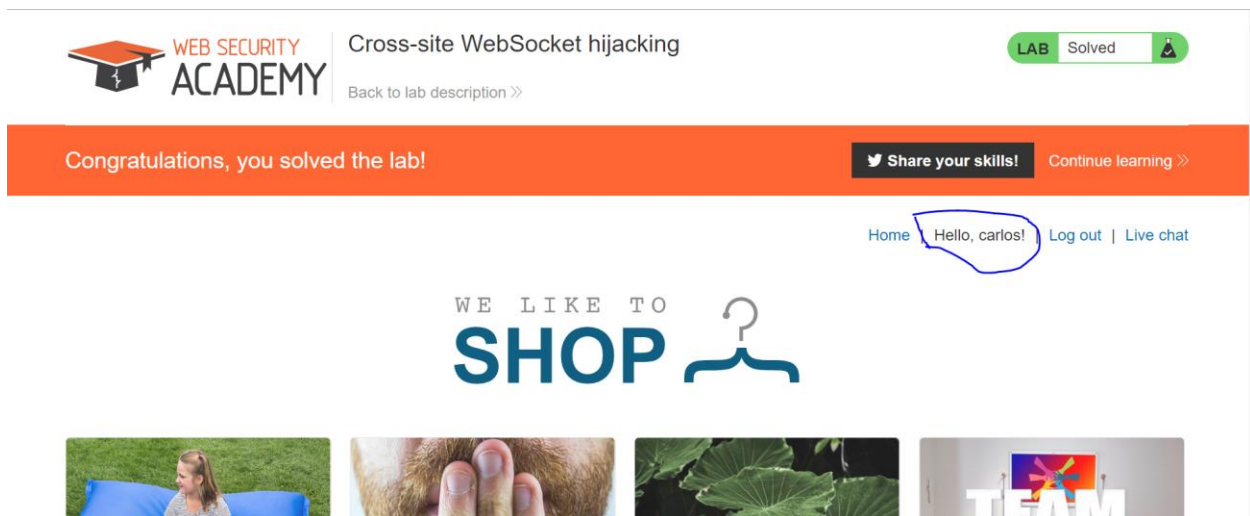 WEB SECURITY
ACADEMY
Cross-site WebSocket hijacking
Back to lab description >>
LAB Solved
Congratulations, you solved the lab!
Share your skills!
Continue learning >>
Home | Hello, carlos! | Log out | Live chat
WE LIKE TO
SHOP
TEAM